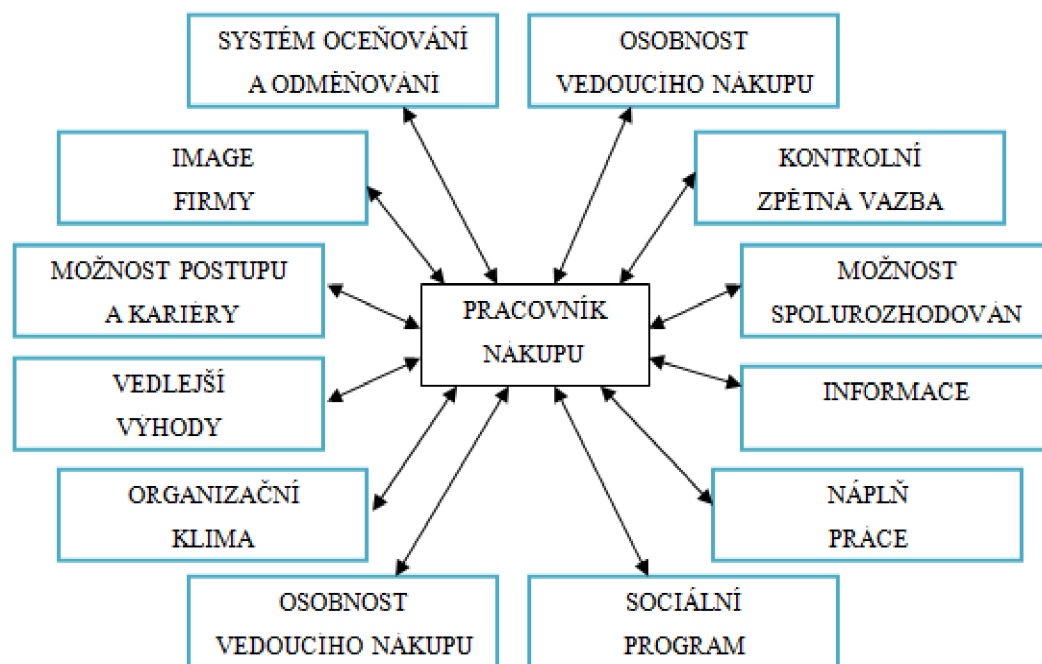 SYSTÉM OCEŇOVÁNÍ
A ODMĚŇOVÁNÍ
OSOBNOST
VEDOUCÍHO NÁKUPU
IMAGE
FIRMY
KONTROLNÍ
ZPĚTNÁ VAZBA
MOŽNOST POSTUPU
A KARIÉRY
MOŽNOST
SPOLUROZHODOVÁN
PRACOVNÍK
NÁKUPU
VEDLEJŠÍ
VÝHODY
INFORMACE
ORGANIZAČNÍ
KLIMA
NÁPLŇ
PRÁCE
OSOBNOST
VEDOUCÍHO NÁKUPU
SOCIÁLNÍ
PROGRAM